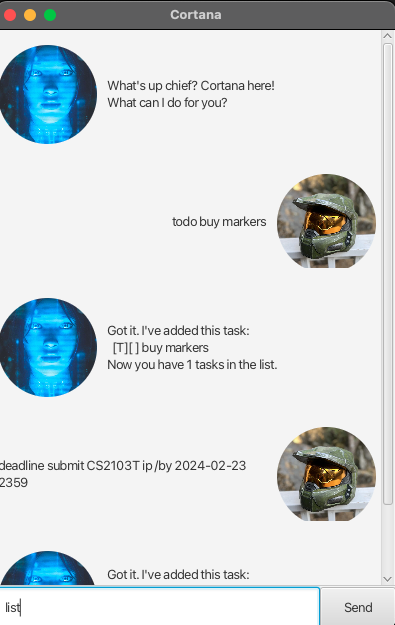 Cortana
What's up chief? Cortana here!
What can I do for you?
todo buy markers
Got it. I've added this task:
[T][ ] buy markers
Now you have 1 tasks in the list.
deadline submit CS2103T ip /by 2024-02-23
2359
Got it. I've added this task:
list
Send